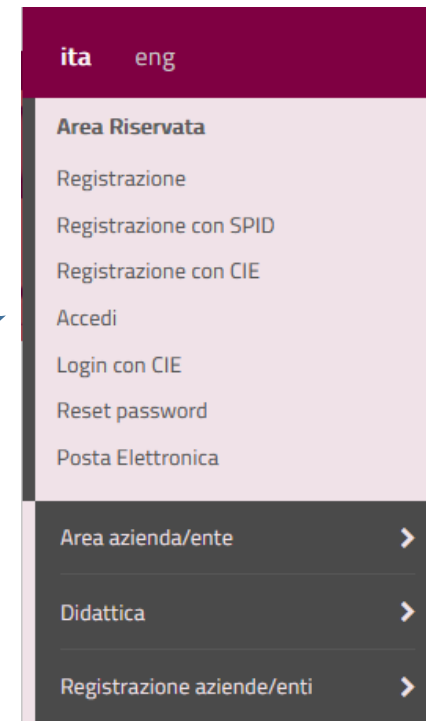 ita eng
Area Riservata
Registrazione
Registrazione con SPID
Registrazione con CIE
Accedi
Login con CIE
Reset password
Posta Elettronica
Area azienda/ente
Didattica
Registrazione aziende/enti